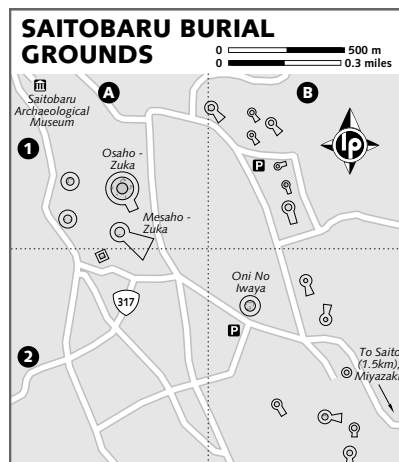 SAITOBARU BURIAL
GROUNDS
0 500 m
0 0.3 miles
A
B
Saitobaru
Archaeological
Museum
lp
1
Osaho -
Zuka
P
Mesaho -
Zuka
Oni No
Iwaya
317
P
2
To Saito
(1.5km),
Miyazaki